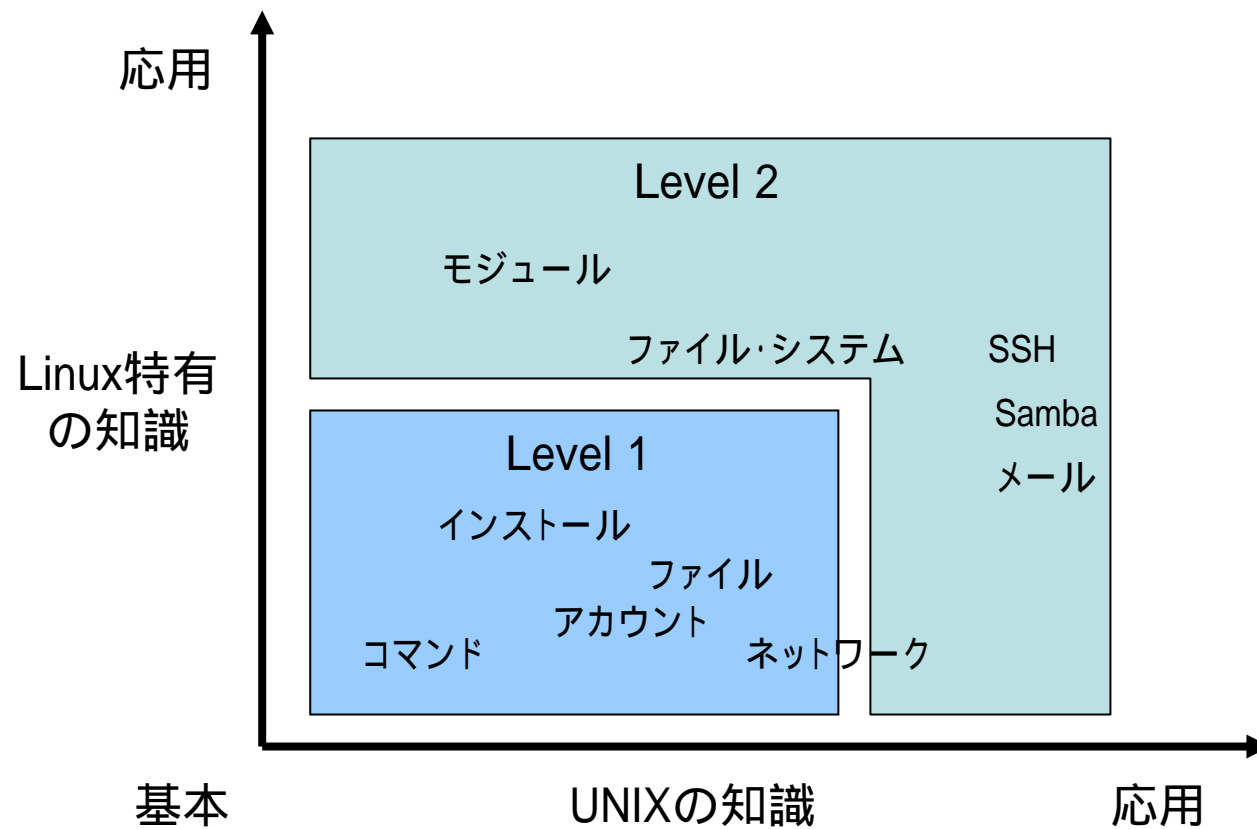 応用
Level 2
モジュール
ファイル・システム
SSH
Linux特有
の知識
Samba
Level 1
メール
インストール
ファイル
アカウント
コマンド
ネットワーク
基本
UNIXの知識
応用